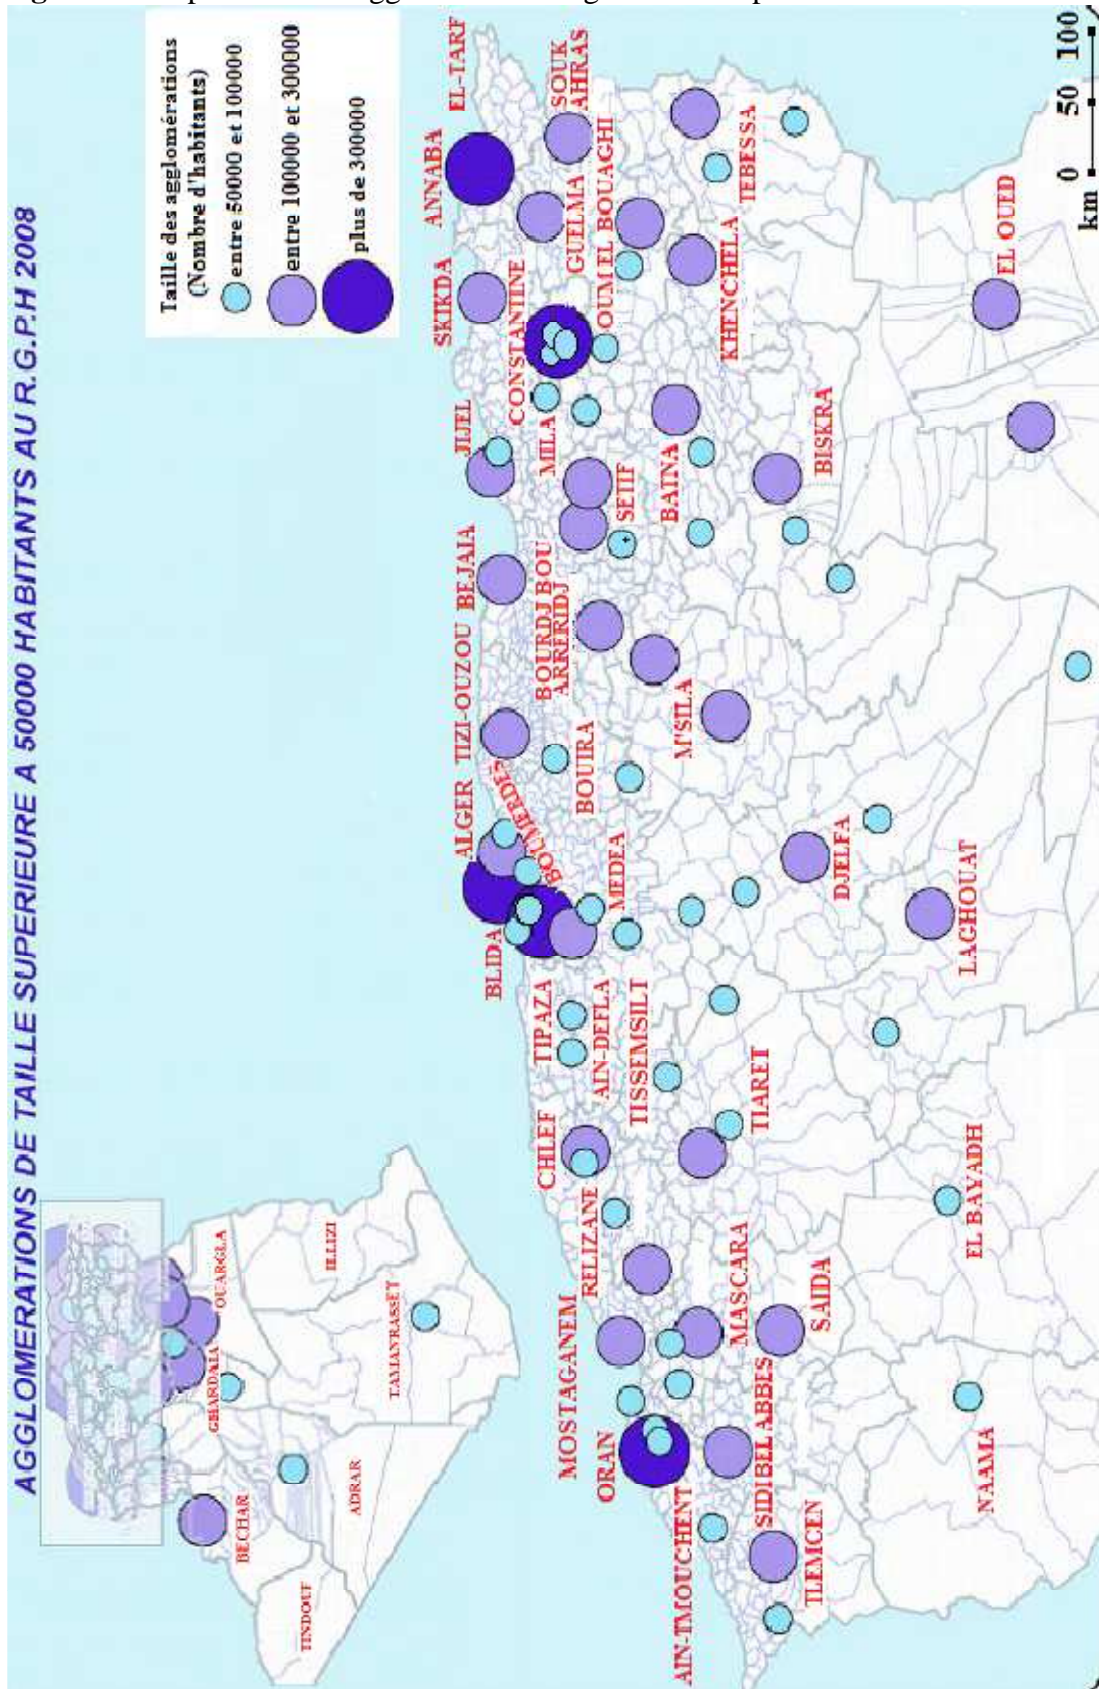 AGGLOMERATIONS DE TAILLE SUPERIEURE A 50000 HABITANTS AU R.G.P.H 2008
Taille des agglomérations
(Nombre d'habitants)
entre 50000 et 100000
entre 100000 et 300000
plus de 300000
BECHAR
GHARDAIA
OUARGLA
ILLIZI
TAMANRASSET
ADRAR
TINDOUF
EL-TARF
ANNABA
SKIKDA
JIJEL
BEJAIA
TIZI-OUZOU
ALGER
BLIDA
TIPAZA
CHLEF
MOSTAGANEM
ORAN
AIN-TMOUCHENT
SOUK
AHRAS
GUELMA
CONSTANTINE
MILA
SETIF
BOURDJ BOU
ARRERIDJ
BOUMERDES
BOUIRA
MEDEA
AIN-DEFLA
TISSEMSILT
RELIZANE
OUM EL BOUAGHI
TEBESSA
KHENCHELA
BATNA
BISKRA
M'SILA
DJELFA
LAGHOUAT
TIARET
MASCARA
SAIDA
SIDI BEL ABBES
TLEMCEN
EL OUED
EL BAYADH
NAAMA
0 50 100
km